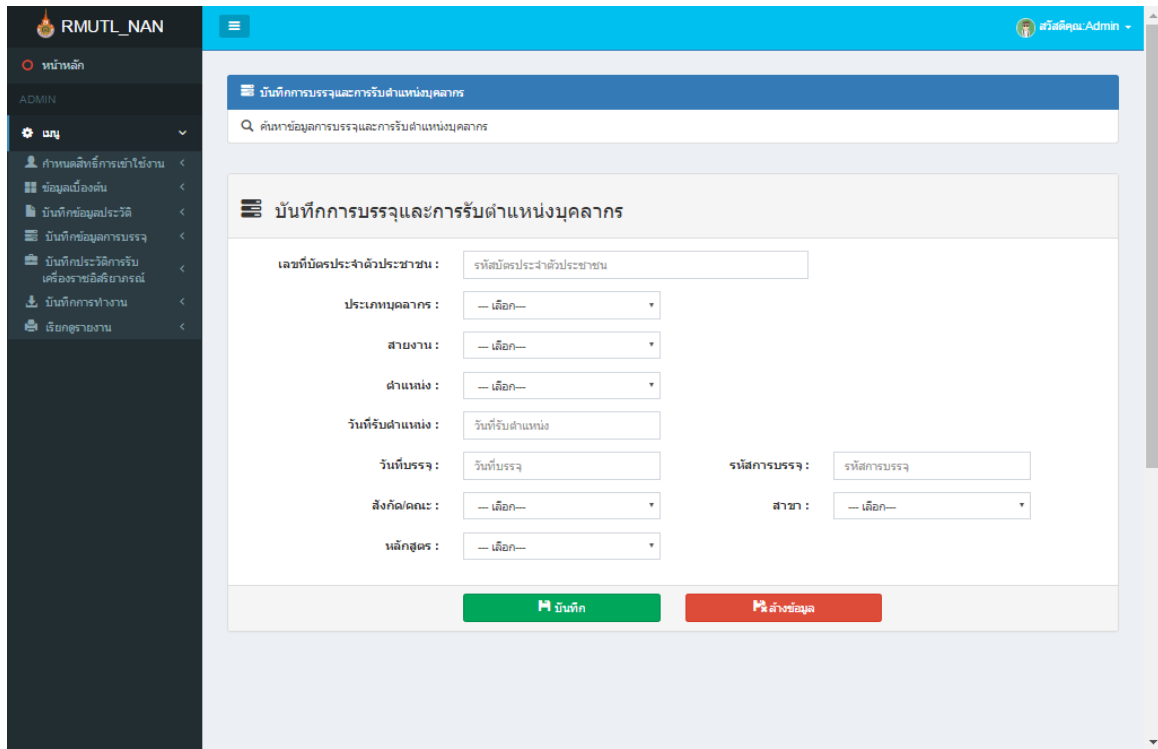 RMUTL_NAN
สวัสดีคุณ:Admin
หน้าหลัก
ADMIN
เมนู
กำหนดสิทธิ์การเข้าใช้งาน
ข้อมูลเบื้องต้น
บันทึกข้อมูลประวัติ
บันทึกข้อมูลการบรรจุ
บันทึกประวัติการรับ
เครื่องราชอิสริยาภรณ์
บันทึกการทำงาน
เรียกดูรายงาน
บันทึกการบรรจุและการรับตำแหน่งบุคลากร
ค้นหาข้อมูลการบรรจุและการรับตำแหน่งบุคลากร
บันทึกการบรรจุและการรับตำแหน่งบุคลากร
เลขที่บัตรประจำตัวประชาชน : รหัสบัตรประจำตัวประชาชน
ประเภทบุคลากร : --- เลือก---
สายงาน : --- เลือก---
ตำแหน่ง : --- เลือก---
วันที่รับตำแหน่ง : วันที่รับตำแหน่ง
วันที่บรรจุ : วันที่บรรจุ รหัสการบรรจุ : รหัสการบรรจุ
สังกัด/คณะ : --- เลือก--- สาขา : --- เลือก---
หลักสูตร : --- เลือก---
บันทึก ล้างข้อมูล